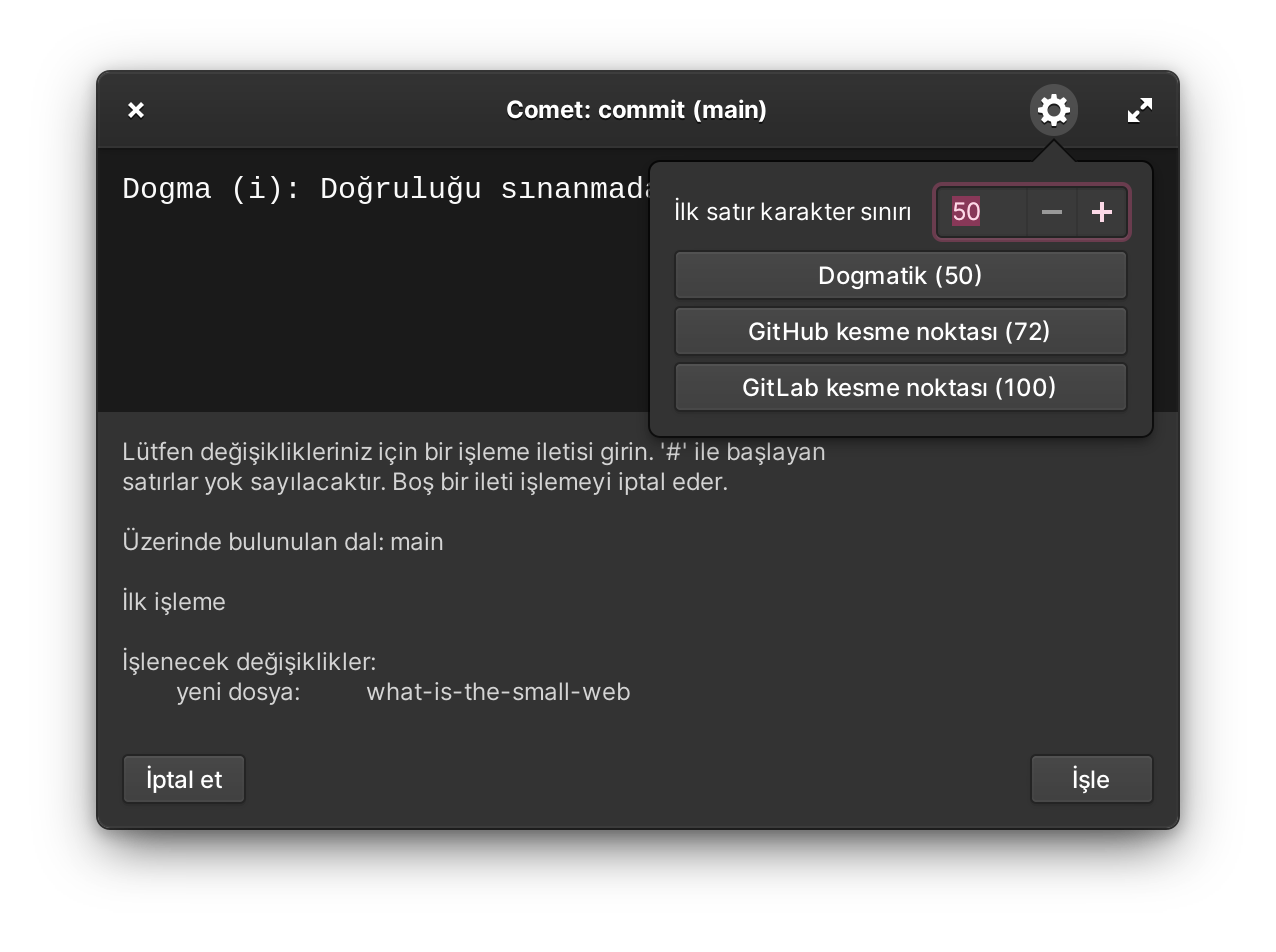 Comet: commit (main)
Dogma (i): Doğruluğu
İlk satır karakter sınırı 50
Dogmatik (50)
GitHub kesme noktası (72)
GitLab kesme noktası (100)
Lütfen değişiklikleriniz için bir işleme iletisi girin. '#' ile başlayan
satırlar yok sayılacaktır. Boş bir ileti işlemeyi iptal eder.
Üzerinde bulunulan dal: main
İlk işleme
İşlenecek değişiklikler:
yeni dosya: what-is-the-small-web
İptal et
İşle